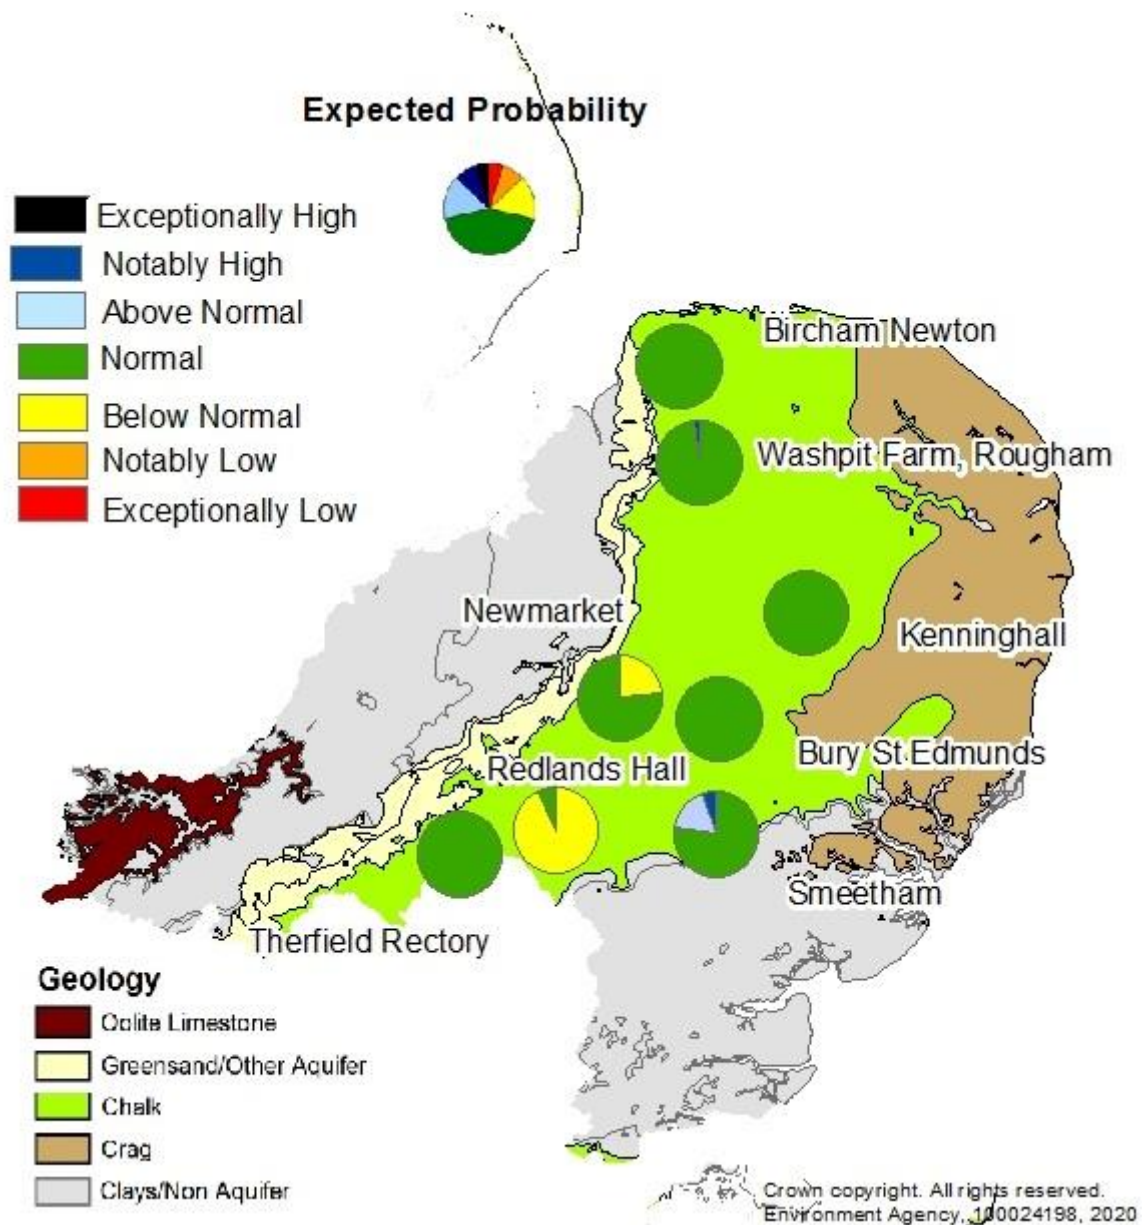 Expected Probability
Exceptionally High
Notably High
Above Normal
Normal
Below Normal
Notably Low
Exceptionally Low
Bircham Newton
Washpit Farm, Rougham
Newmarket
Kenninghall
Bury St Edmunds
Redlands Hall
Smeetham
Therfield Rectory
Geology
Oolite Limestone
Greensand/Other Aquifer
Chalk
Crag
Clays/Non Aquifer
Crown copyright. All rights reserved.
Environment Agency, 100024198, 2020